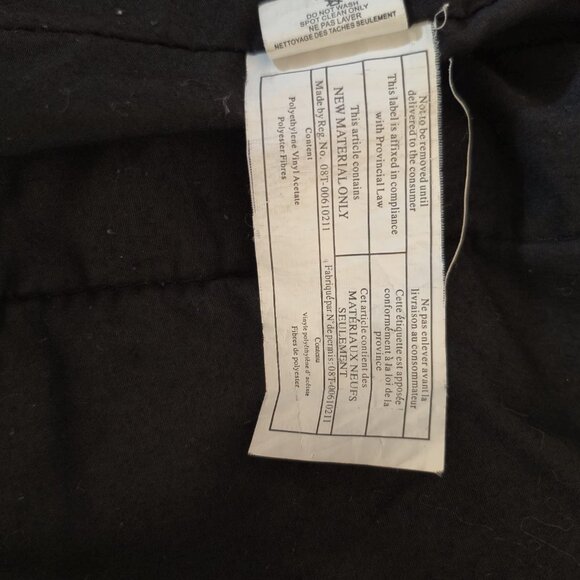 DO NOT WASH
SPOT CLEAN ONLY
NE PAS LAVER
NETTOYAGE DES TACHES SEULEMENT
Not to be removed until
delivered to the consumer
This label is affixed in compliance
with Provincial Law
This article contains
NEW MATERIAL ONLY
Made by Reg. No. 08T-00610211
Content
Polyethylene Vinyl Acetate
Polyester Fibres
Ne pas enlever avant la
livraison au consommateur
Cette étiquette est apposée
conformément à la loi de la
province
Cet article contient des
MATÉRIAUX NEUFS
SEULEMENT
Fabriqué par N° de permis: 08T-00610211
Contenu
Fibres de polyester